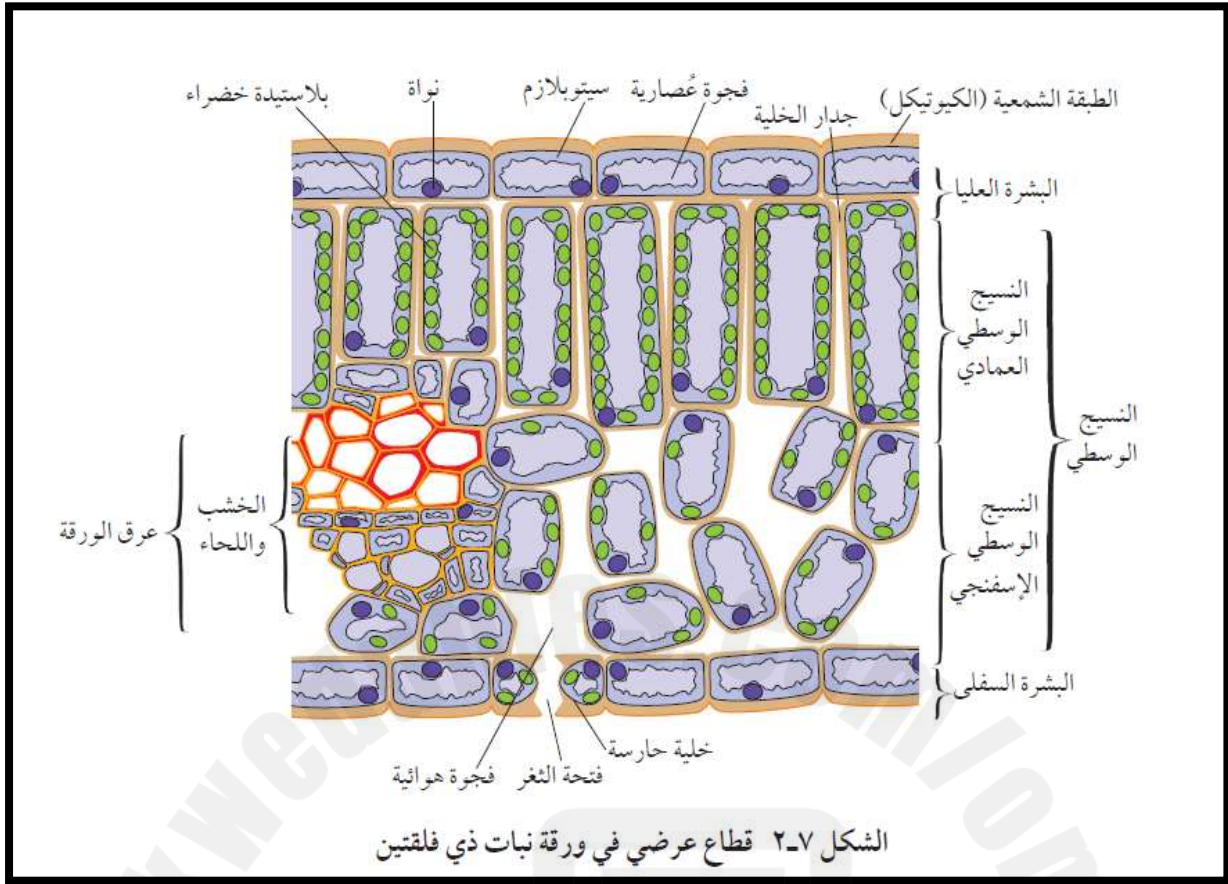 الطبقة الشمعية (الكيوتيكل)
جدار الخلية
فجوة عُصارية
سيتوبلازم
نواة
بلاستيدة خضراء
البشرة العليا
النسيج
الوسطي
العمادي
النسيج
الوسطي
النسيج
الوسطي
الإسفنجي
الخشب
واللحاء
عرق الورقة
البشرة السفلى
خلية حارسة
فتحة الثغر
فجوة هوائية
الشكل ٧-٢ قطاع عرضي في ورقة نبات ذي فلقتين